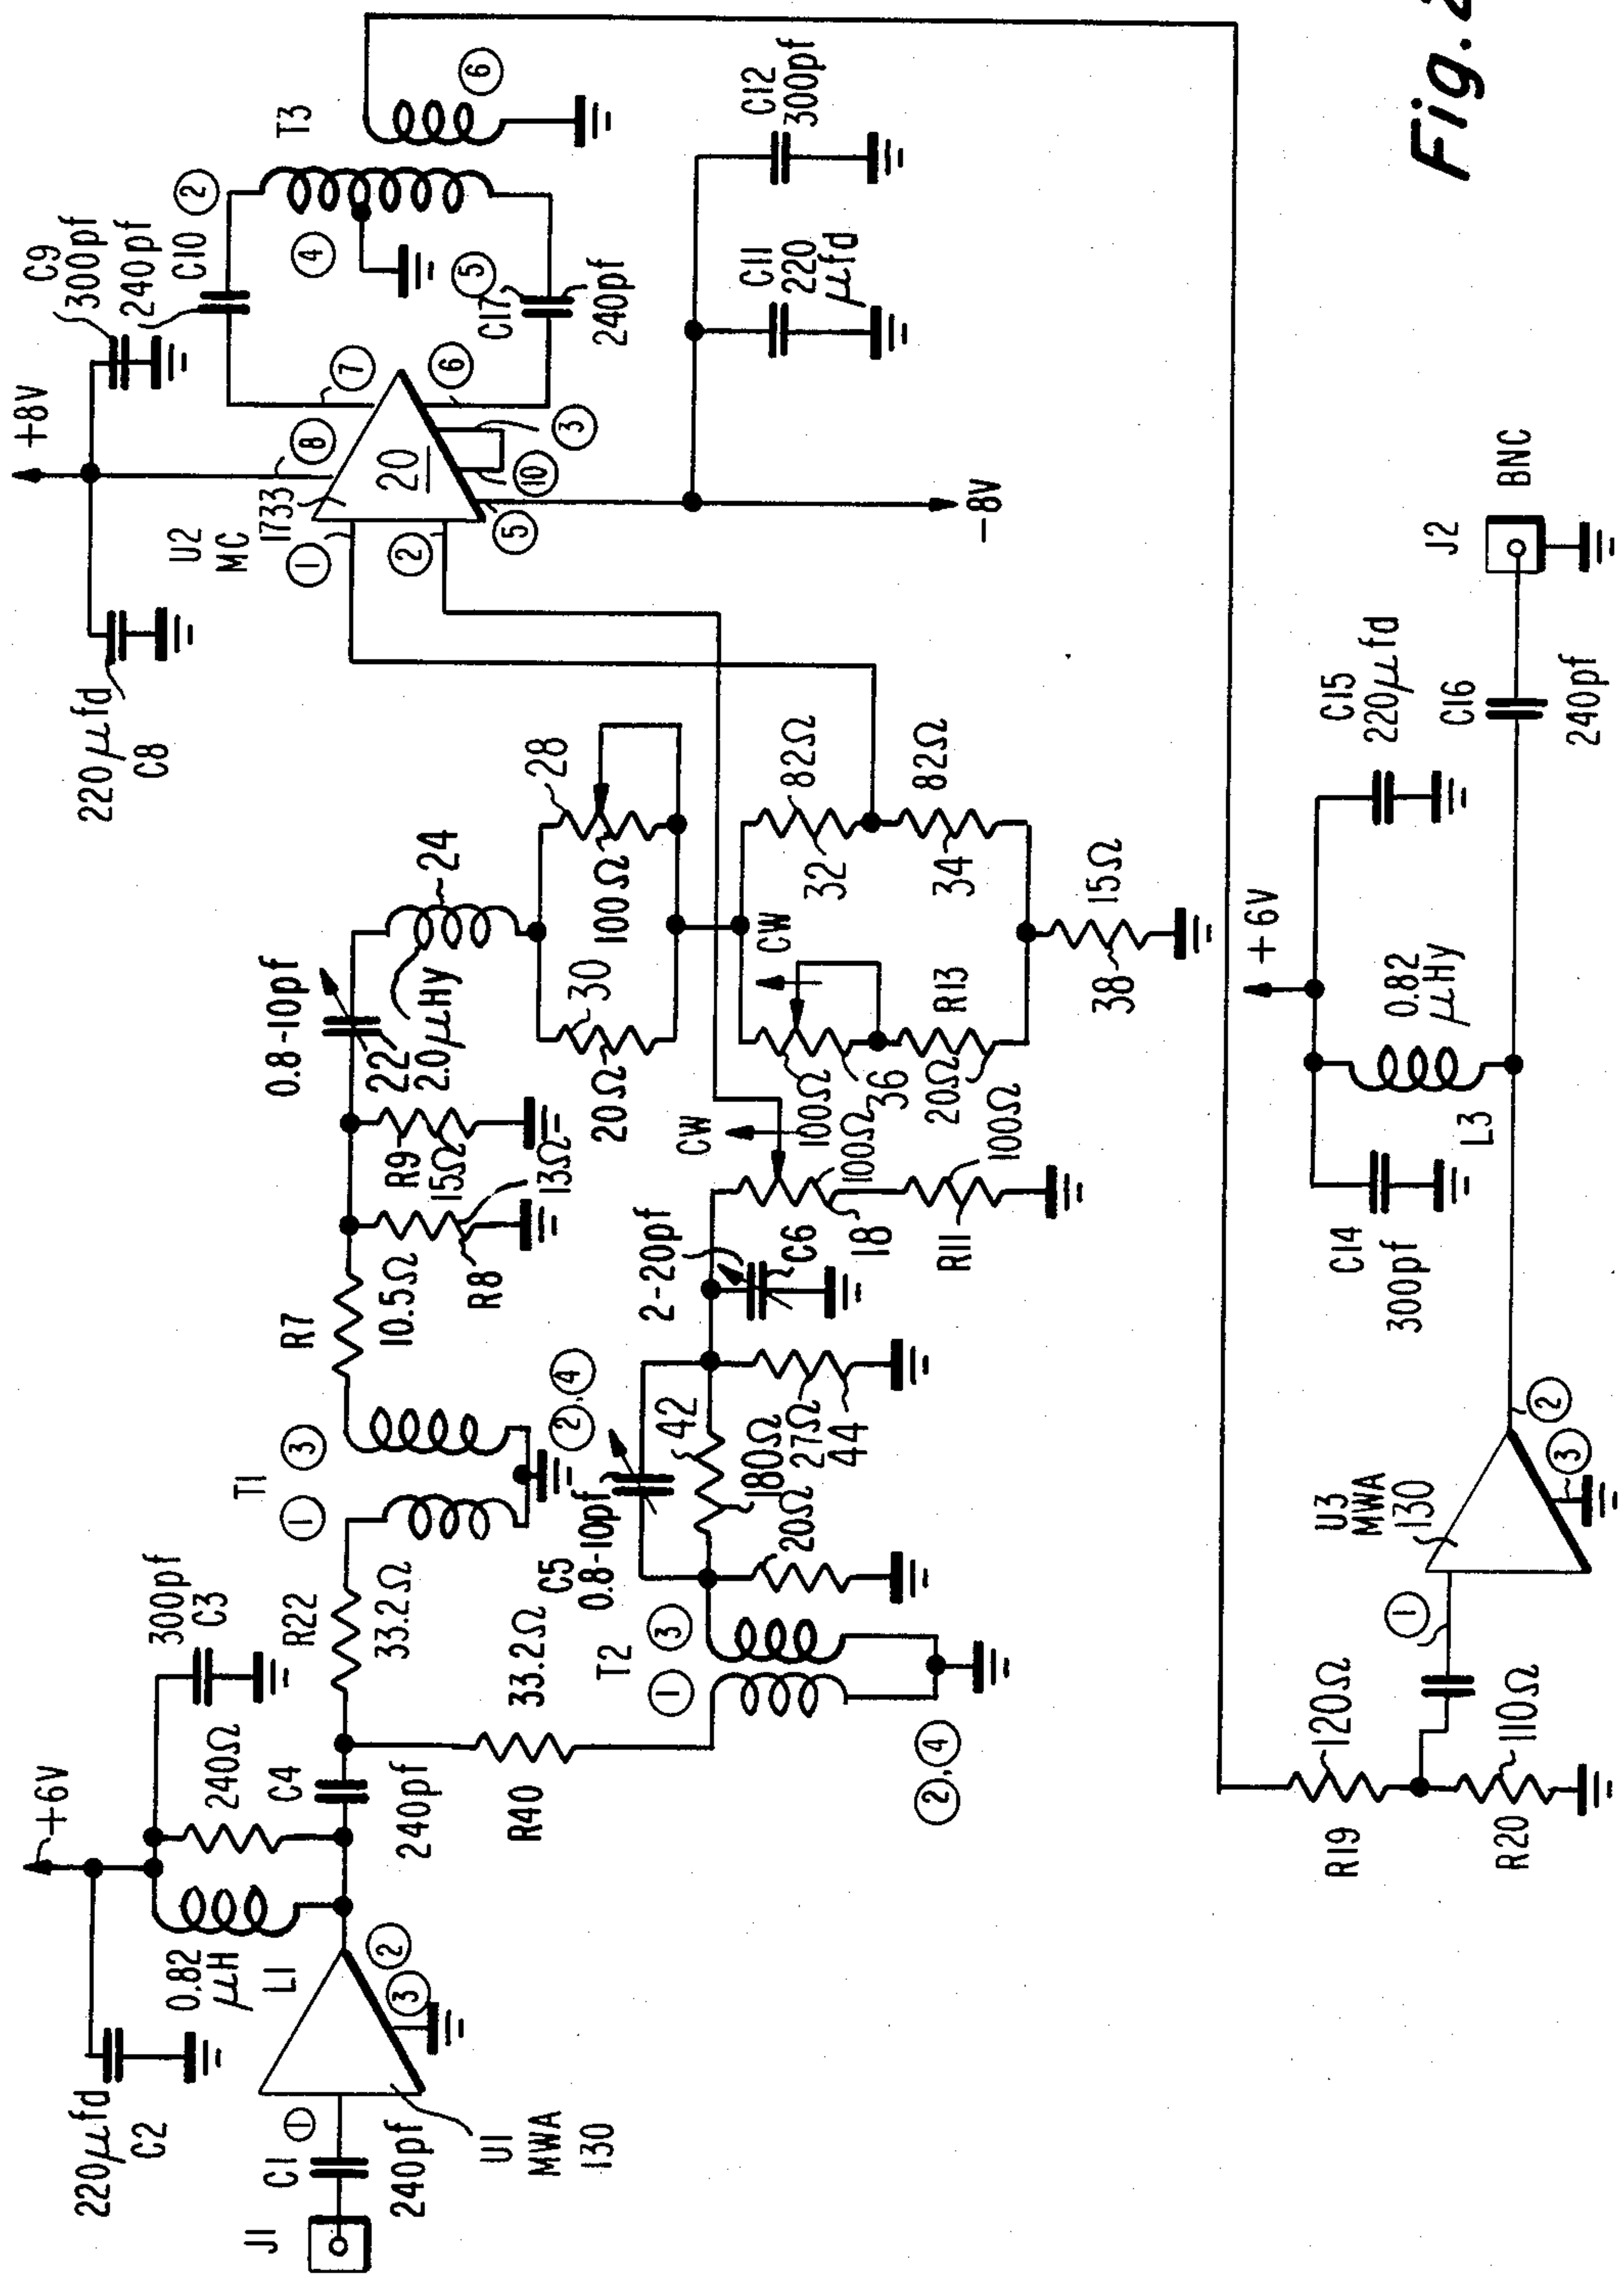 +6V
220μfd
C2
0.82
μH
L1
240Ω
300pf
C3
J1
C1
240pf
①
U1
MWA
130
②
③
C4
240pf
R22
33.2Ω
R40
33.2Ω
T1
①
③
②,④
R7
10.5Ω
R8
13Ω
R9
15Ω
0.8-10pf
22
2.0μHy
24
T2
①
③
②,④
C5
0.8-10pf
20Ω
180Ω
42
27Ω
44
2-20pf
C6
18
100Ω
R11
100Ω
CW
20Ω
30
100Ω
28
CW
100Ω
36
20Ω
R13
32
82Ω
34
82Ω
38
15Ω
220μfd
C8
+8V
C9
300pf
240pf
C10
U2
MC
1733
20
①
②
⑧
⑦
⑥
③
⑩
⑤
-8V
C17
240pf
②
④
⑤
T3
⑥
C11
220
μfd
C12
300pf
R19
120Ω
R20
110Ω
①
U3
MWA
130
②
③
+6V
C14
300pf
L3
0.82
μHy
C15
220μfd
C16
240pf
J2
BNC
Fig. 2